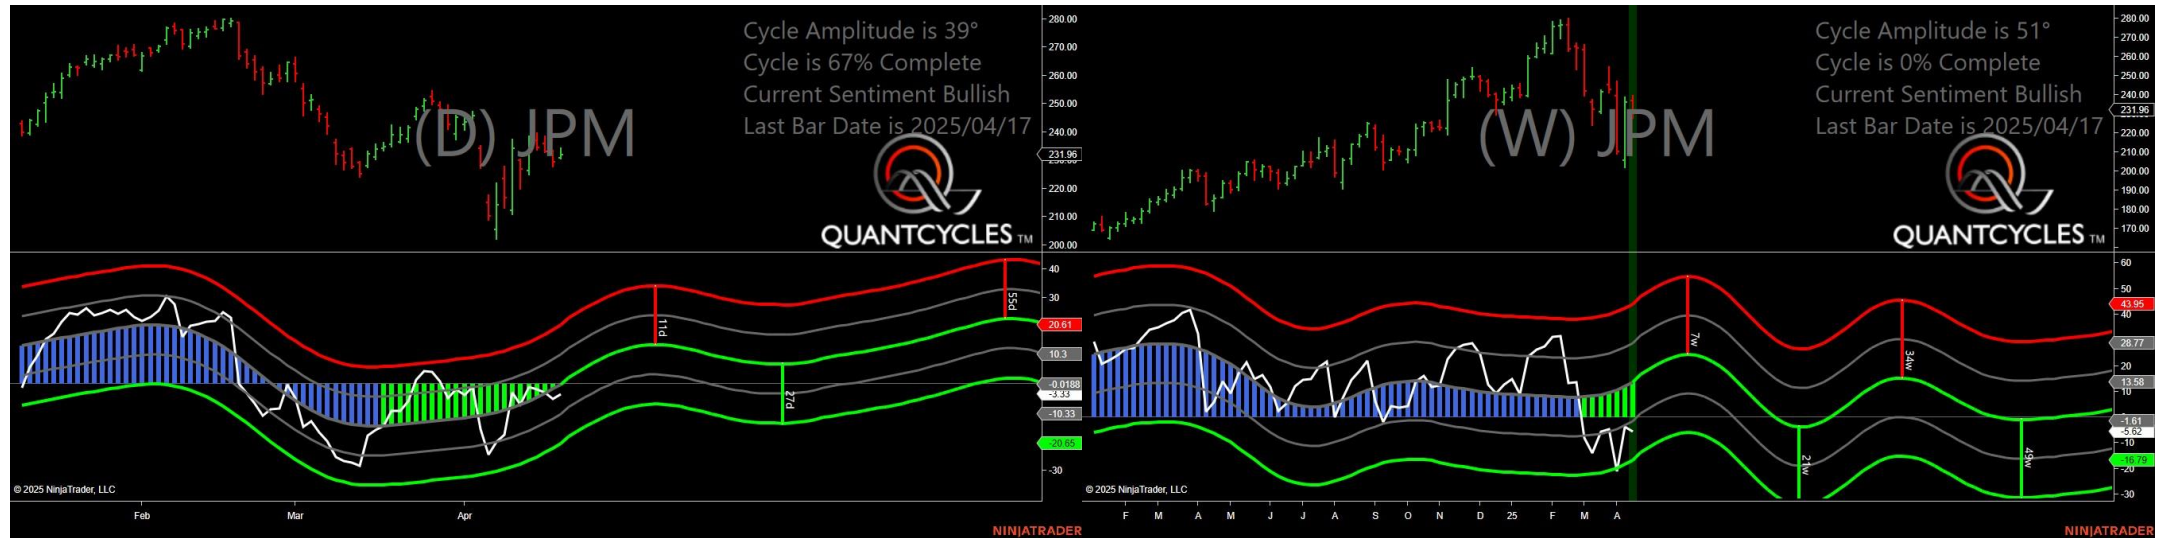 Cycle Amplitude is 39°
Cycle is 67% Complete
Current Sentiment Bullish
Last Bar Date is 2025/04/17
(D) JPM
QUANTCYCLES TM
280.00
270.00
260.00
250.00
240.00
231.96
220.00
210.00
200.00
40
30
20.61
10.3
-0.0188
-3.33
-10.33
-20.65
-30
11d
27d
55d
© 2025 NinjaTrader, LLC
Feb Mar Apr
NINJATRADER
Cycle Amplitude is 51°
Cycle is 0% Complete
Current Sentiment Bullish
Last Bar Date is 2025/04/17
(W) JPM
QUANTCYCLES TM
280.00
270.00
260.00
250.00
240.00
231.96
220.00
210.00
200.00
190.00
180.00
170.00
60
50
43.95
40
28.77
20
13.58
10
-1.61
-5.62
-10
-16.79
-20
-30
7w
21w
34w
49w
© 2025 NinjaTrader, LLC
F M A M J J A S O N D 25 F M A
NINJATRADER